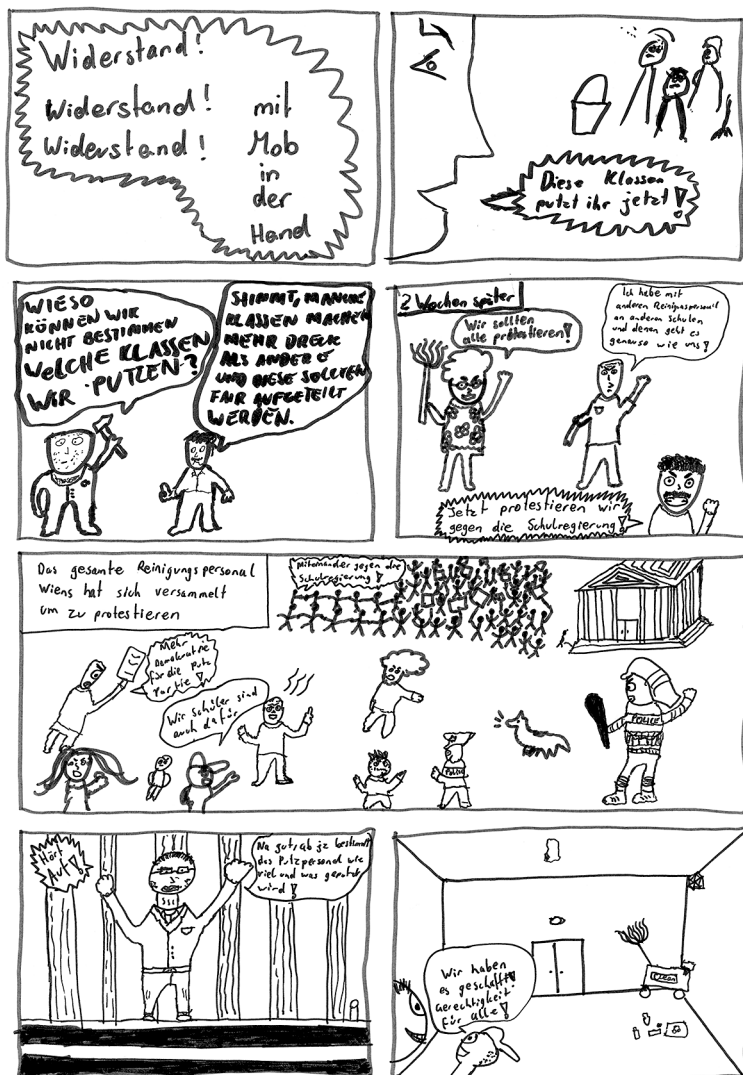 Widerstand!
Widerstand!
Widerstand!
mit
Mob
in
der
Hand
Diese Klassen
putzt ihr jetzt!
WIESO
KÖNNEN WIR
NICHT BESTIMMEN
WELCHE KLASSEN
WIR PUTZEN?
STIMMT, MANCHE
KLASSEN MACHEN
MEHR DRECK
ALS ANDERE
UND DIESE SOLLTEN
FAIR AUFGETEILT
WERDEN.
2 Wochen später
Wir sollten
alle protestieren!
Ich habe mit
anderen Reinigungspersonal
an anderen Schulen
und denen geht es
genauso wie uns!
Jetzt protestieren wir
gegen die Schulregierung!
Das gesamte Reinigungspersonal
Wiens hat sich versammelt
um zu protestieren
Miteinander gegen die
Schulregierung!
Mehr
Demokratie
für die Putz
Partie!
Wir Schüler sind
auch dafür
POLICE
Police
Hört
Auf!
Na gut, ab jz bestimmt
das Putzpersonal wie
viel und was geputzt
wird!
Wir haben
es geschafft!
Gerechtigkeit
für alle!